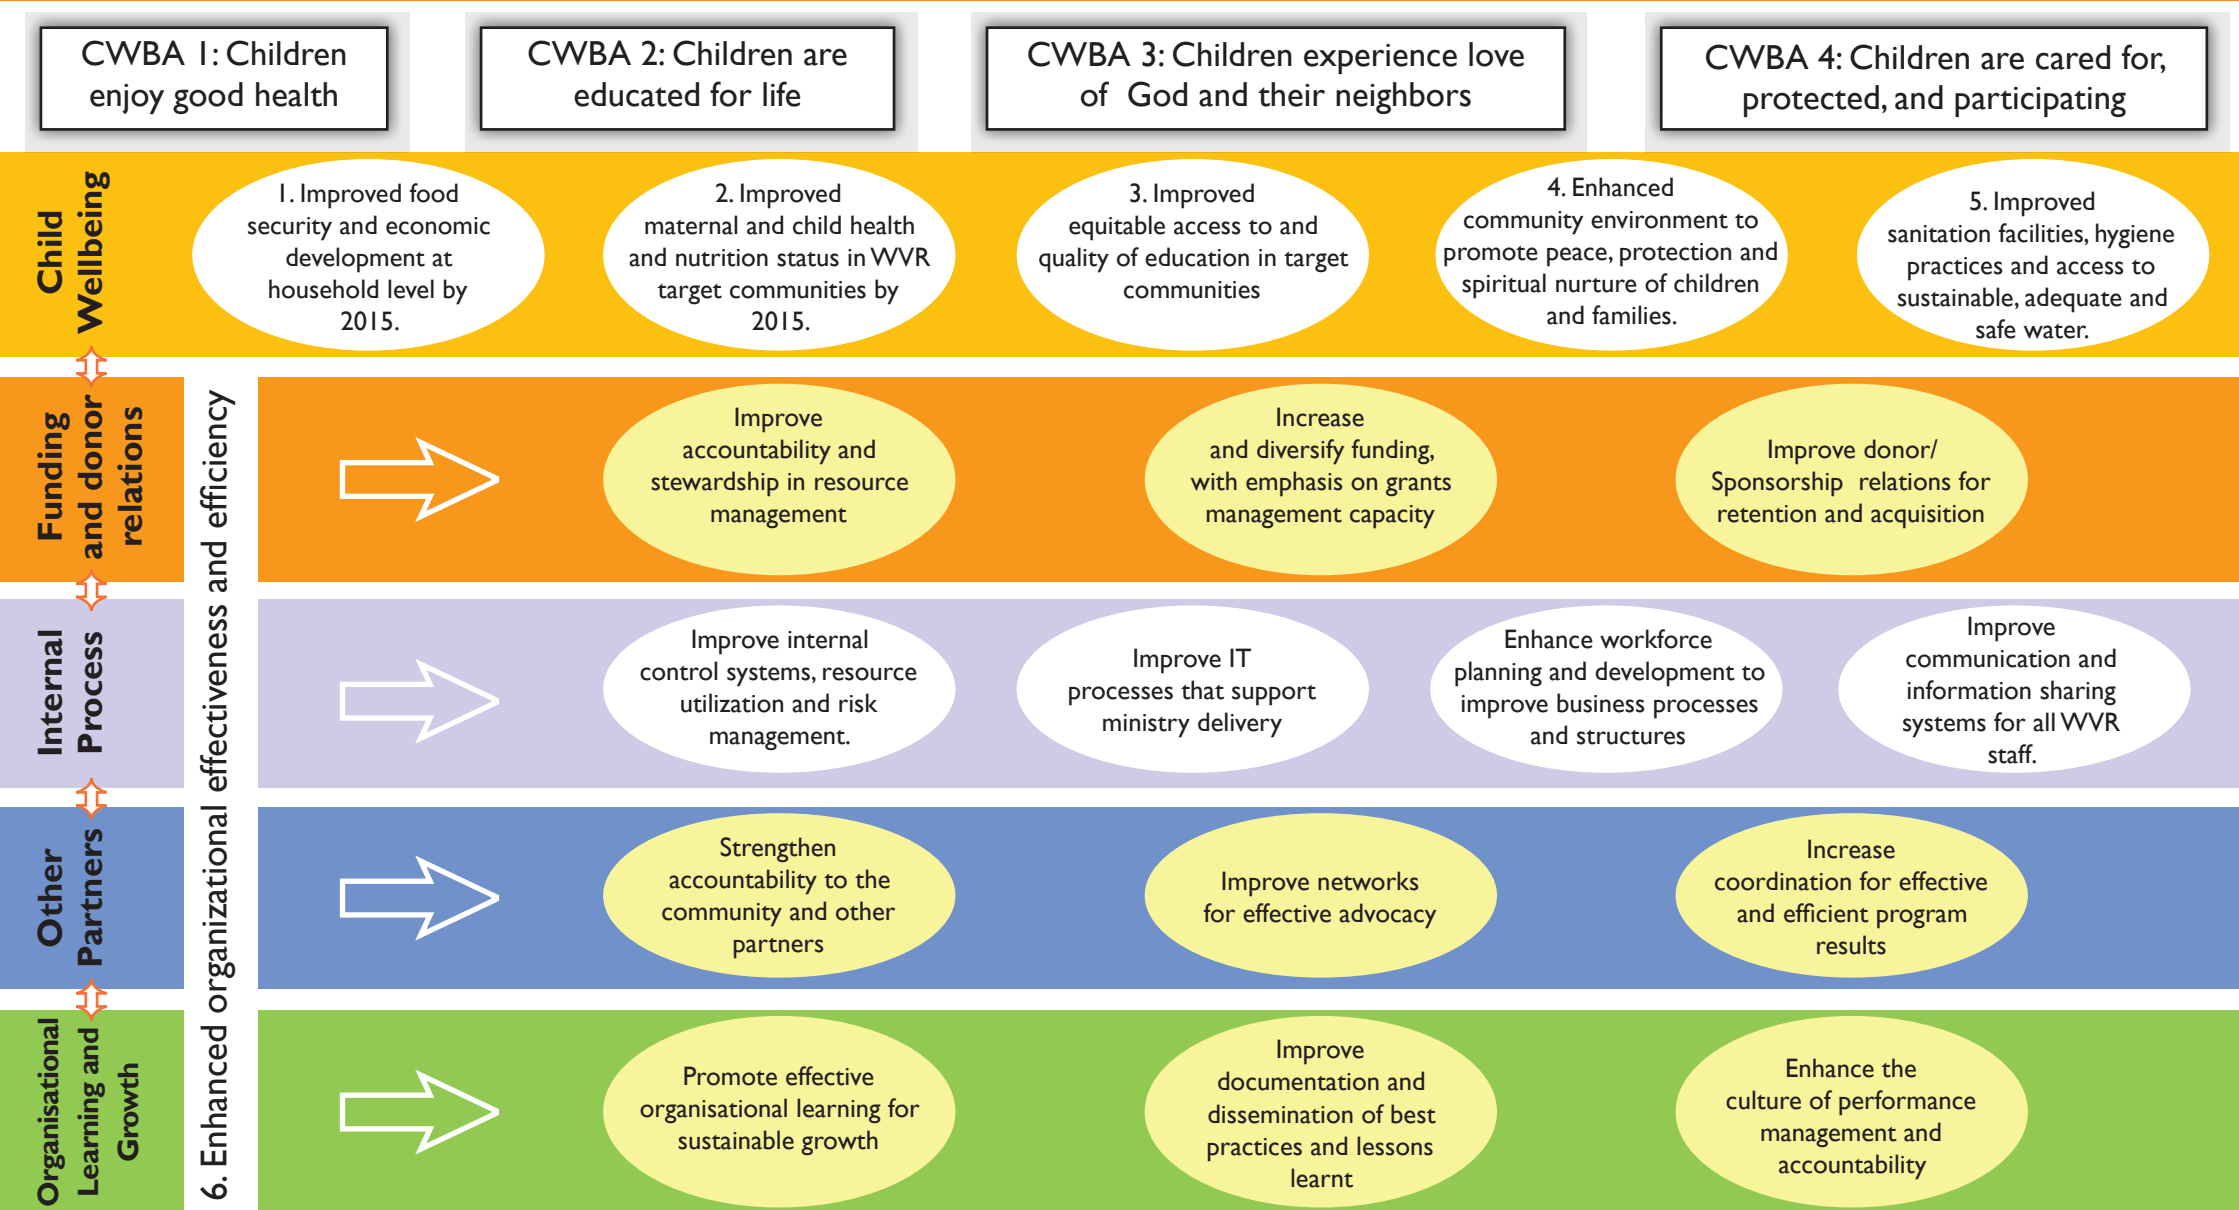 CWBA 1: Children
enjoy good health
CWBA 2: Children are
educated for life
CWBA 3: Children experience love
of God and their neighbors
CWBA 4: Children are cared for,
protected, and participating
Child
Wellbeing
1. Improved food
security and economic
development at
household level by
2015.
2. Improved
maternal and child health
and nutrition status in WVR
target communities by
2015.
3. Improved
equitable access to and
quality of education in target
communities
4. Enhanced
community environment to
promote peace, protection and
spiritual nurture of children
and families.
5. Improved
sanitation facilities, hygiene
practices and access to
sustainable, adequate and
safe water.
6. Enhanced organizational effectiveness and efficiency
Funding
and donor
relations
Improve
accountability and
stewardship in resource
management
Increase
and diversify funding,
with emphasis on grants
management capacity
Improve donor/
Sponsorship relations for
retention and acquisition
Internal
Process
Improve internal
control systems, resource
utilization and risk
management.
Improve IT
processes that support
ministry delivery
Enhance workforce
planning and development to
improve business processes
and structures
Improve
communication and
information sharing
systems for all WVR
staff.
Other
Partners
Strengthen
accountability to the
community and other
partners
Improve networks
for effective advocacy
Increase
coordination for effective
and efficient program
results
Organisational
Learning and
Growth
Promote effective
organisational learning for
sustainable growth
Improve
documentation and
dissemination of best
practices and lessons
learnt
Enhance the
culture of performance
management and
accountability